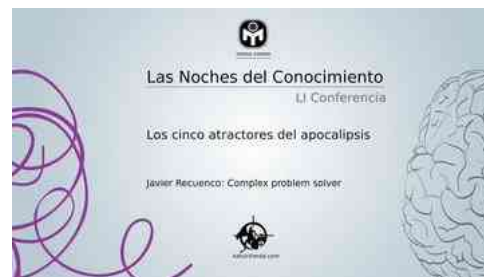 Las Noches del Conocimiento
LI Conferencia
Los cinco atractores del apocalipsis
Javier Recuenco: Complex problem solver